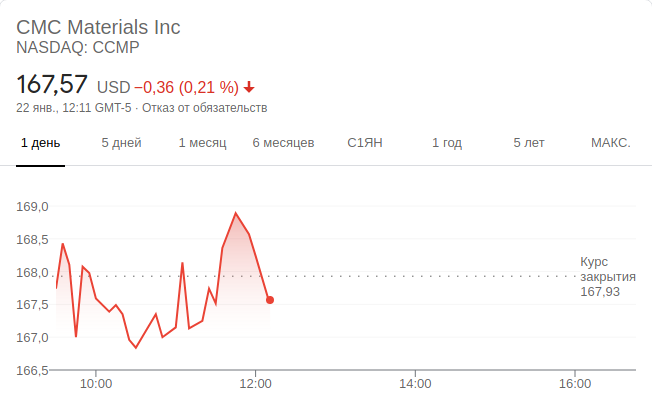 CMC Materials Inc
NASDAQ: CCMP
167,57 USD −0,36 (0,21 %)
22 янв., 12:11 GMT-5 · Отказ от обязательств
1 день 5 дней 1 месяц 6 месяцев С1ЯН 1 год 5 лет МАКС.
169,0
168,5
168,0
167,5
167,0
166,5
Курс
закрытия
167,93
10:00 12:00 14:00 16:00